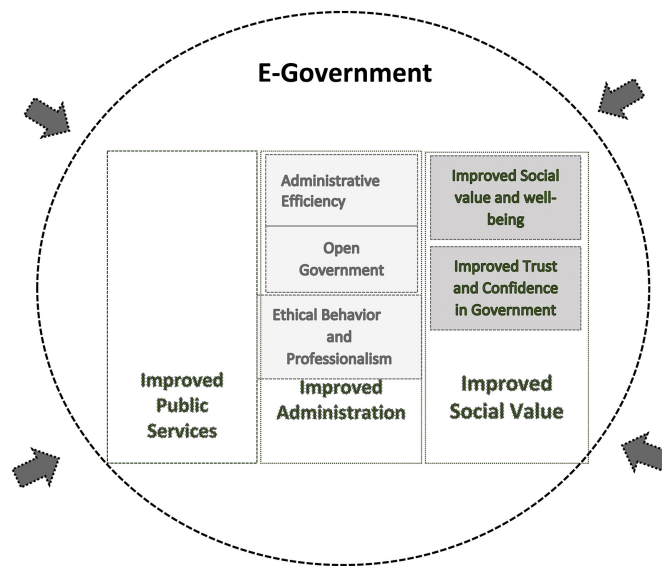 E-Government
Administrative
Efficiency
Open
Government
Ethical Behavior
and
Professionalism
Improved Social
value and well-
being
Improved Trust
and Confidence
in Government
Improved
Public
Services
Improved
Administration
Improved
Social Value